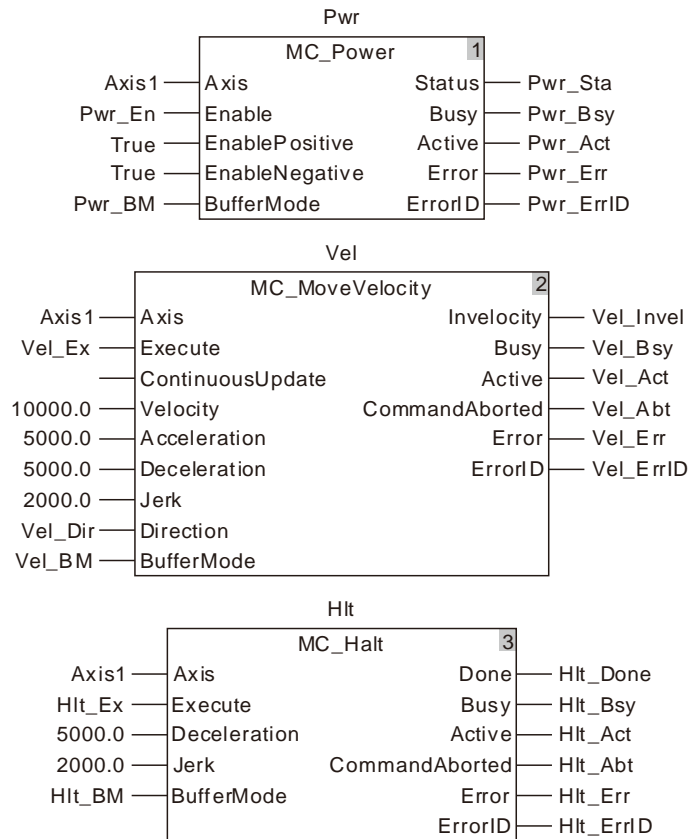 Pwr
MC_Power 1
Axis1 Axis Status Pwr_Sta
Pwr_En Enable Busy Pwr_Bsy
True EnablePositive Active Pwr_Act
True EnableNegative Error Pwr_Err
Pwr_BM BufferMode ErrorID Pwr_ErrID
Vel
MC_MoveVelocity 2
Axis1 Axis Invelocity Vel_Invel
Vel_Ex Execute Busy Vel_Bsy
ContinuousUpdate Active Vel_Act
10000.0 Velocity CommandAborted Vel_Abt
5000.0 Acceleration Error Vel_Err
5000.0 Deceleration ErrorID Vel_ErrID
2000.0 Jerk
Vel_Dir Direction
Vel_BM BufferMode
Hlt
MC_Halt 3
Axis1 Axis Done Hlt_Done
Hlt_Ex Execute Busy Hlt_Bsy
5000.0 Deceleration Active Hlt_Act
2000.0 Jerk CommandAborted Hlt_Abt
Hlt_BM BufferMode Error Hlt_Err
ErrorID Hlt_ErrID